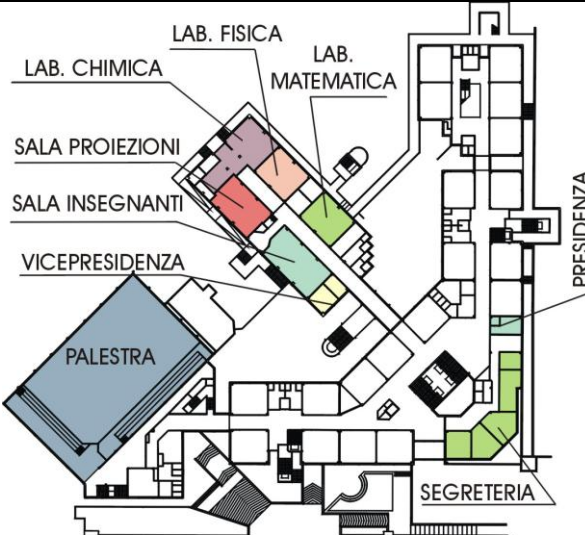 LAB. FISICA
LAB. CHIMICA
LAB.
MATEMATICA
SALA PROIEZIONI
SALA INSEGNANTI
VICEPRESIDENZA
PRESIDENZA
PALESTRA
SEGRETERIA